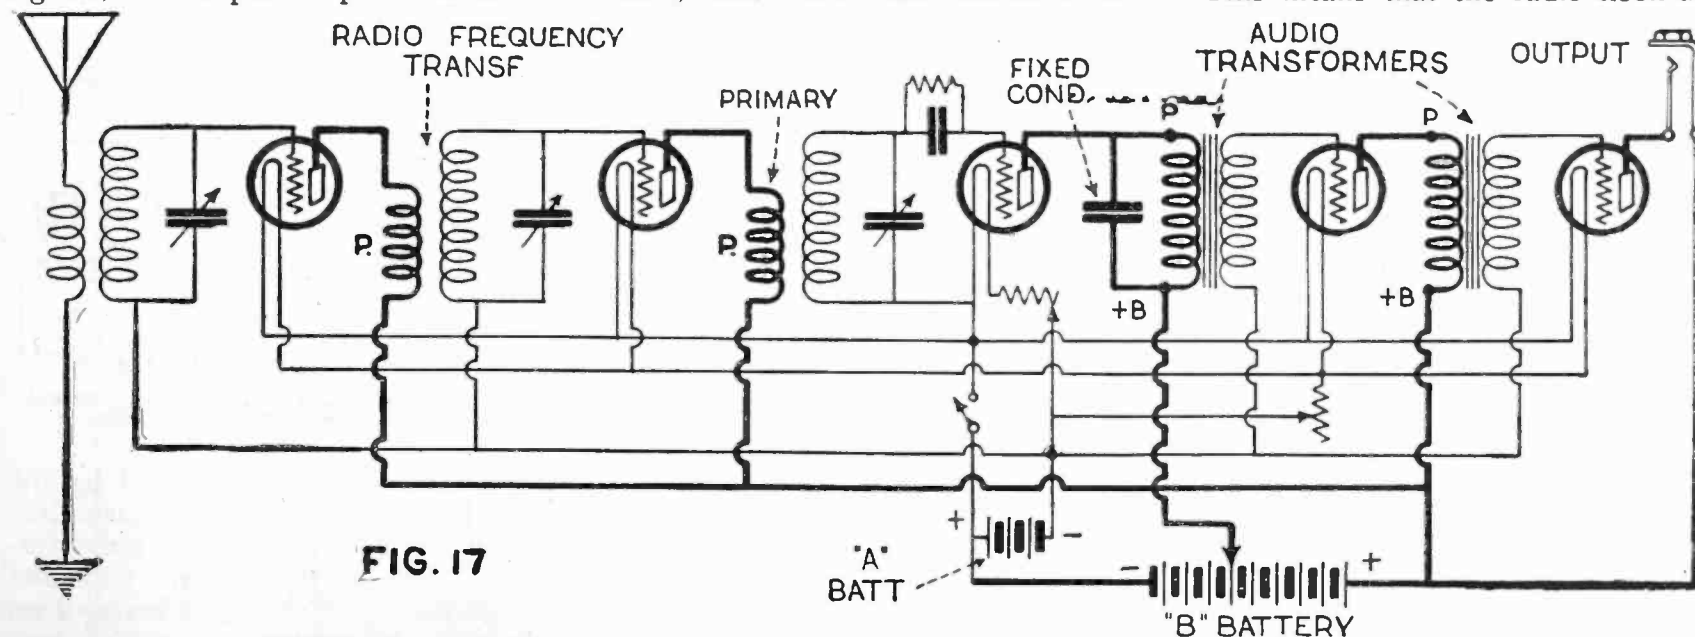 RADIO FREQUENCY
TRANSF
PRIMARY
FIXED
COND.
AUDIO
TRANSFORMERS
OUTPUT
P.
P.
P
P
+B
+B
+
-
"A"
BATT
-
+
"B" BATTERY
FIG. 17